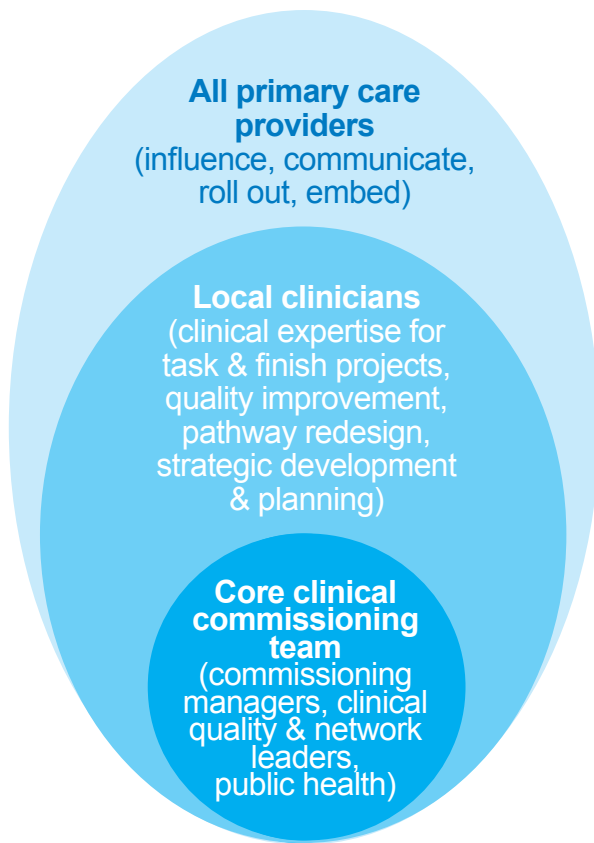 All primary care
providers
(influence, communicate,
roll out, embed)
Local clinicians
(clinical expertise for
task & finish projects,
quality improvement,
pathway redesign,
strategic development
& planning)
Core clinical
commissioning
team
(commissioning
managers, clinical
quality & network
leaders,
public health)